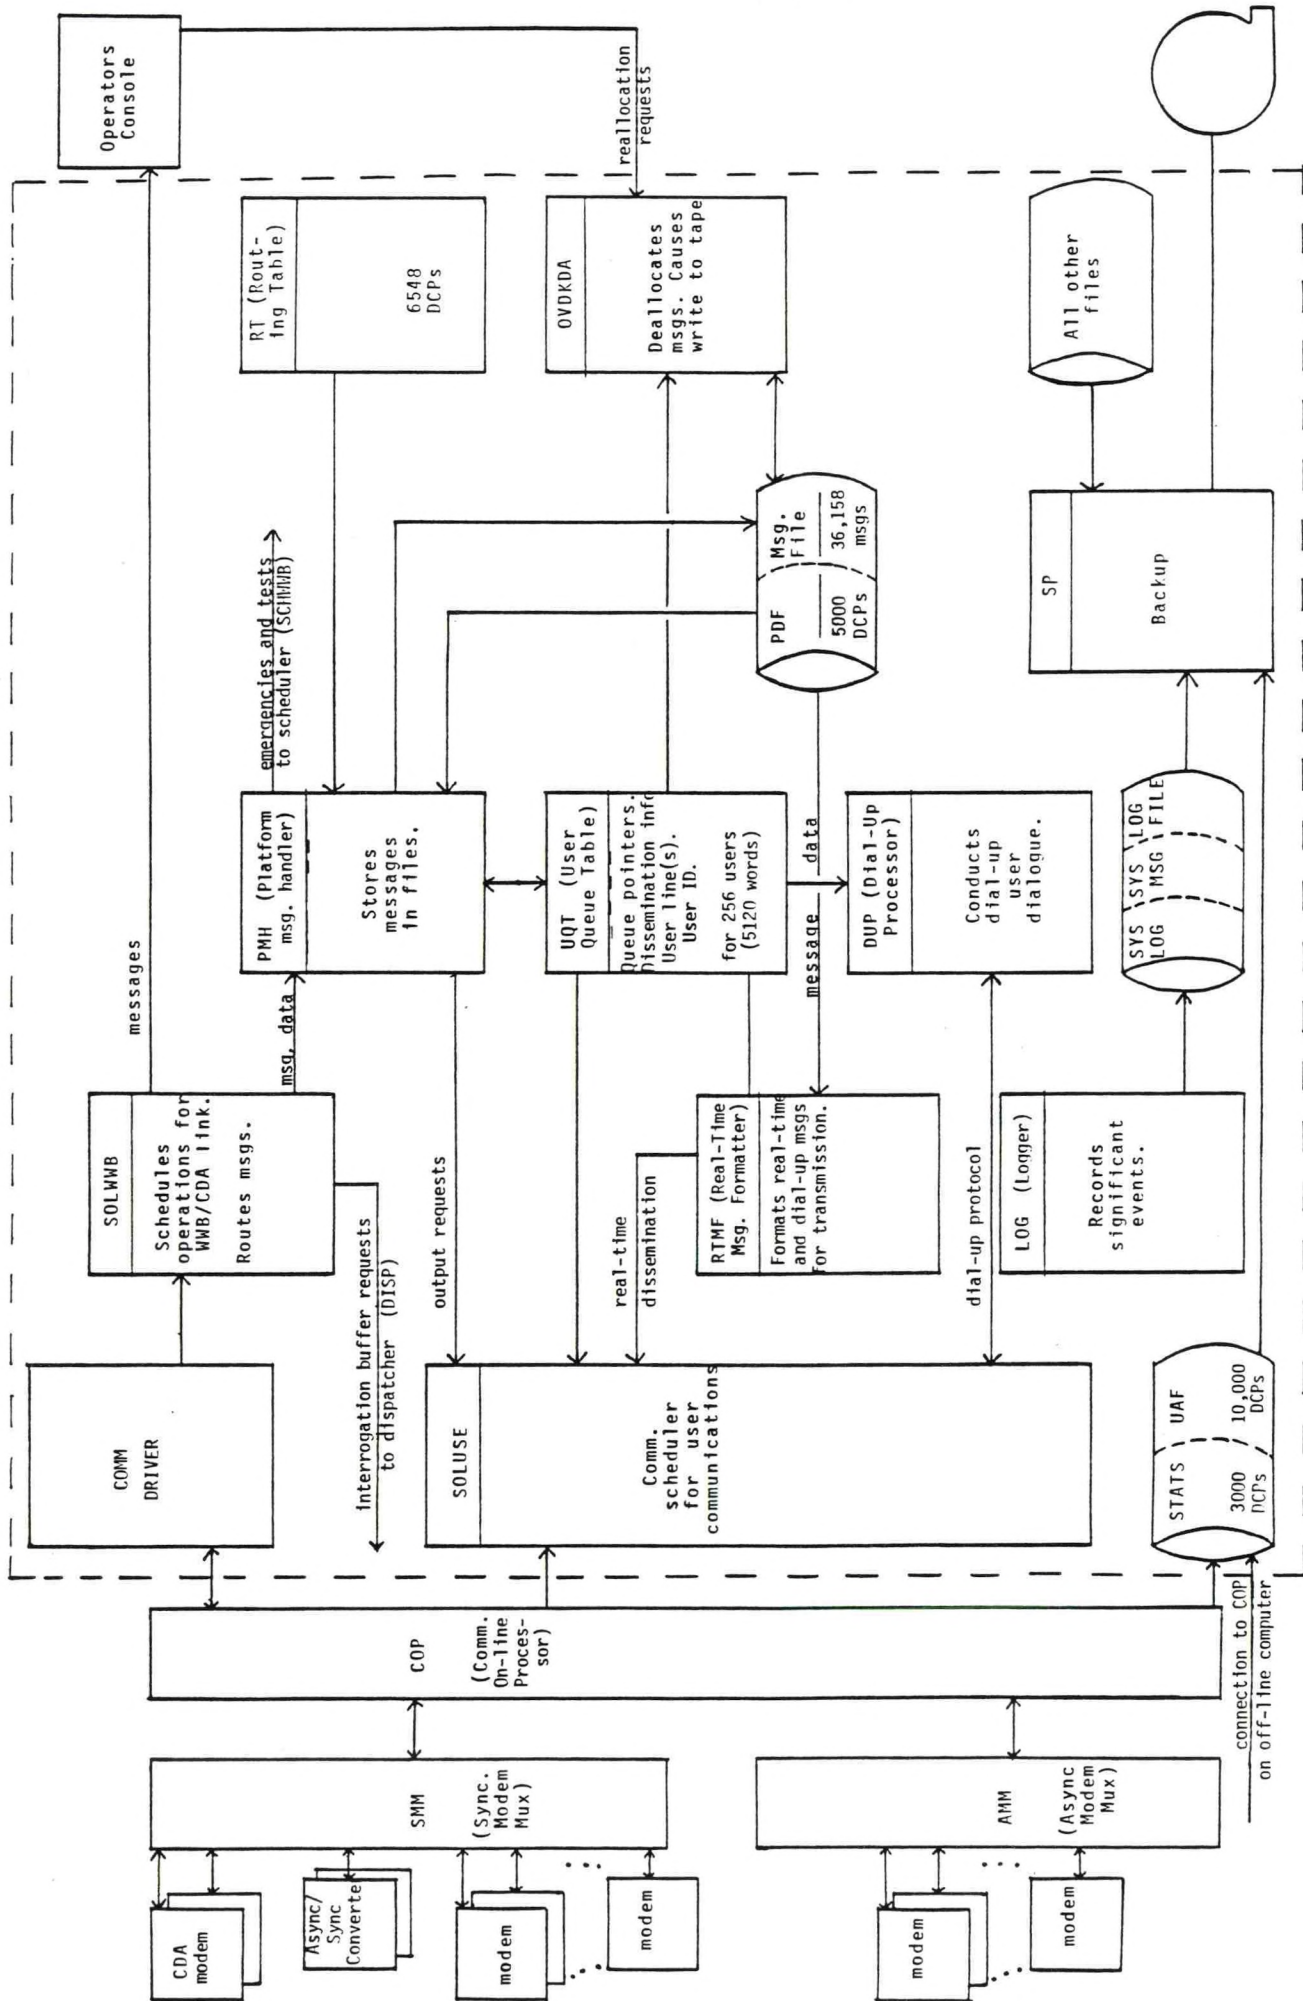 CDA
modem
Async/
Sync
Converter
modem
modem
modem
modem
SMM
(Sync.
Modem
Mux)
AMM
(Async
Modem
Mux)
COP
(Comm.
On-line
Proces-
sor)
connection to COP
on off-line computer
COMM
DRIVER
interrogation buffer requests
to dispatcher (DISP)
SOLUSE
Comm.
scheduler
for user
communications
STATS
3000
DCPs
UAF
10,000
DCPs
SOLWWB
Schedules
operations for
WWB/CDA link.
Routes msgs.
messages
msg. data
output requests
real-time
dissemination
RTMF (Real-Time
Msg. Formatter)
Formats real-time
and dial-up msgs
for transmission.
dial-up protocol
LOG (Logger)
Records
significant
events.
PMH (Platform
msg. handler)
Stores
messages
in files.
emergencies and tests
to scheduler (SCHWWB)
UQT (User
Queue Table)
Queue pointers.
Dissemination info
User line(s).
User ID.
for 256 users
(5120 words)
message data
DUP (Dial-Up
Processor)
Conducts
dial-up
user
dialogue.
SYS
LOG
SYS
MSG
LOG
FILE
PDF
5000
DCPs
Msg.
File
36,158
msgs
SP
Backup
RT (Rout-
ing Table)
6548
DCPs
OVDKDA
Deallocates
msgs. Causes
write to tape
All other
files
Operators
Console
reallocation
requests